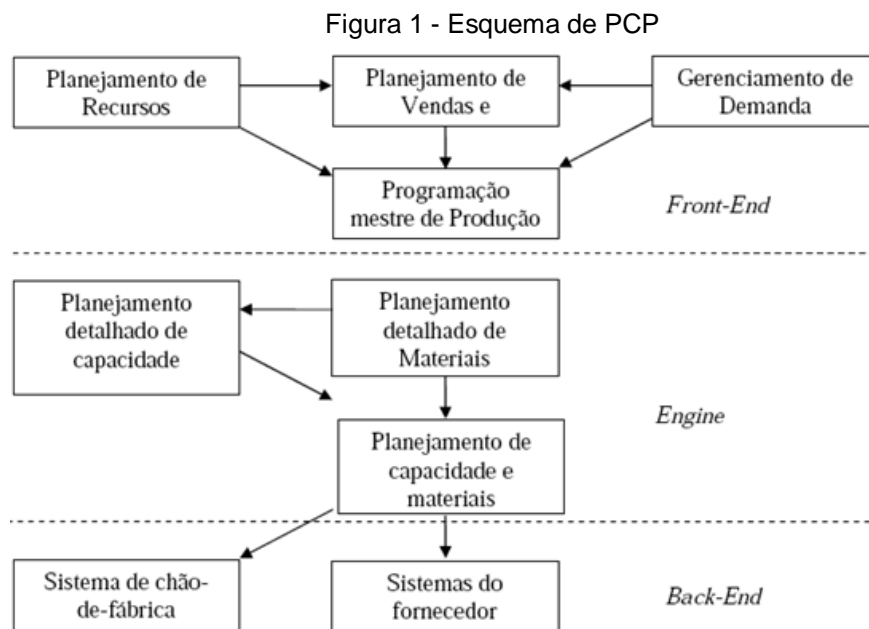 Figura 1 - Esquema de PCP
Planejamento de
Recursos
Planejamento de
Vendas e
Gerenciamento de
Demanda
Programação
mestre de Produção
Front-End
Planejamento
detalhado de
capacidade
Planejamento
detalhado de
Materiais
Engine
Planejamento de
capacidade e
materiais
Sistema de chão-
de-fábrica
Sistemas do
fornecedor
Back-End